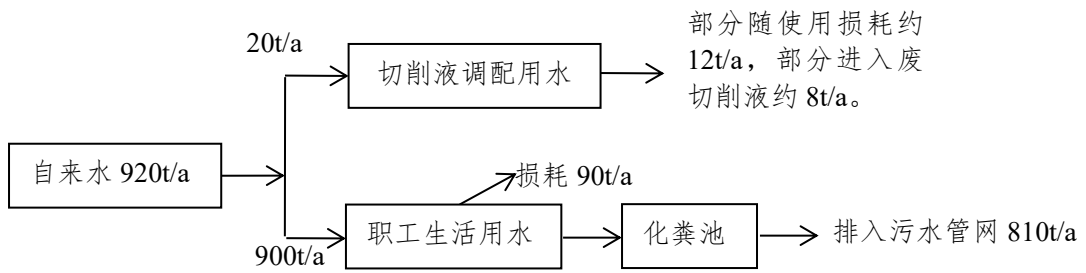 部分随使用损耗约
20t/a
切削液调配用水
12t/a，部分进入废
切削液约 8t/a。
自来水 920t/a
损耗 90t/a
900t/a
职工生活用水
化粪池
排入污水管网 810t/a